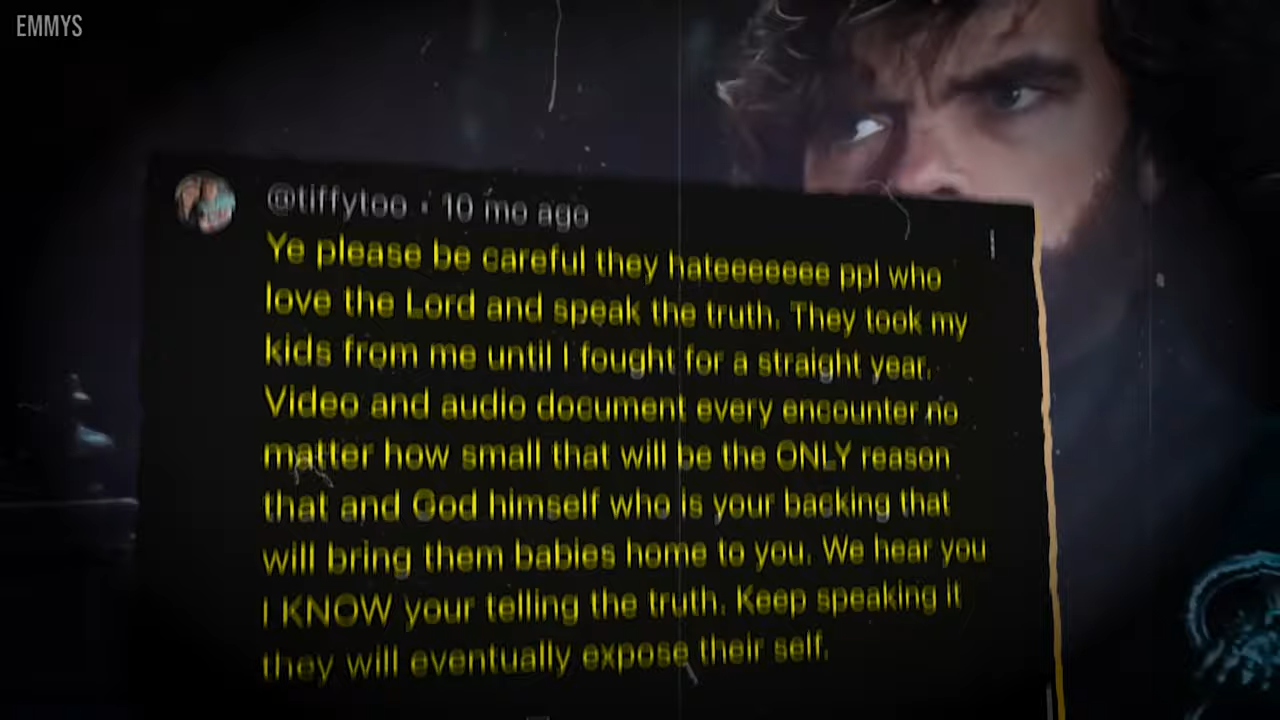 EMMYS
@tiffytoo · 10 mo ago
Ye please be careful they hateeeeeee ppl who
love the Lord and speak the truth. They took my
kids from me until I fought for a straight year.
Video and audio document every encounter no
matter how small that will be the ONLY reason
that and God himself who is your backing that
will bring them babies home to you. We hear you
I KNOW your telling the truth. Keep speaking it
they will eventually expose their self.